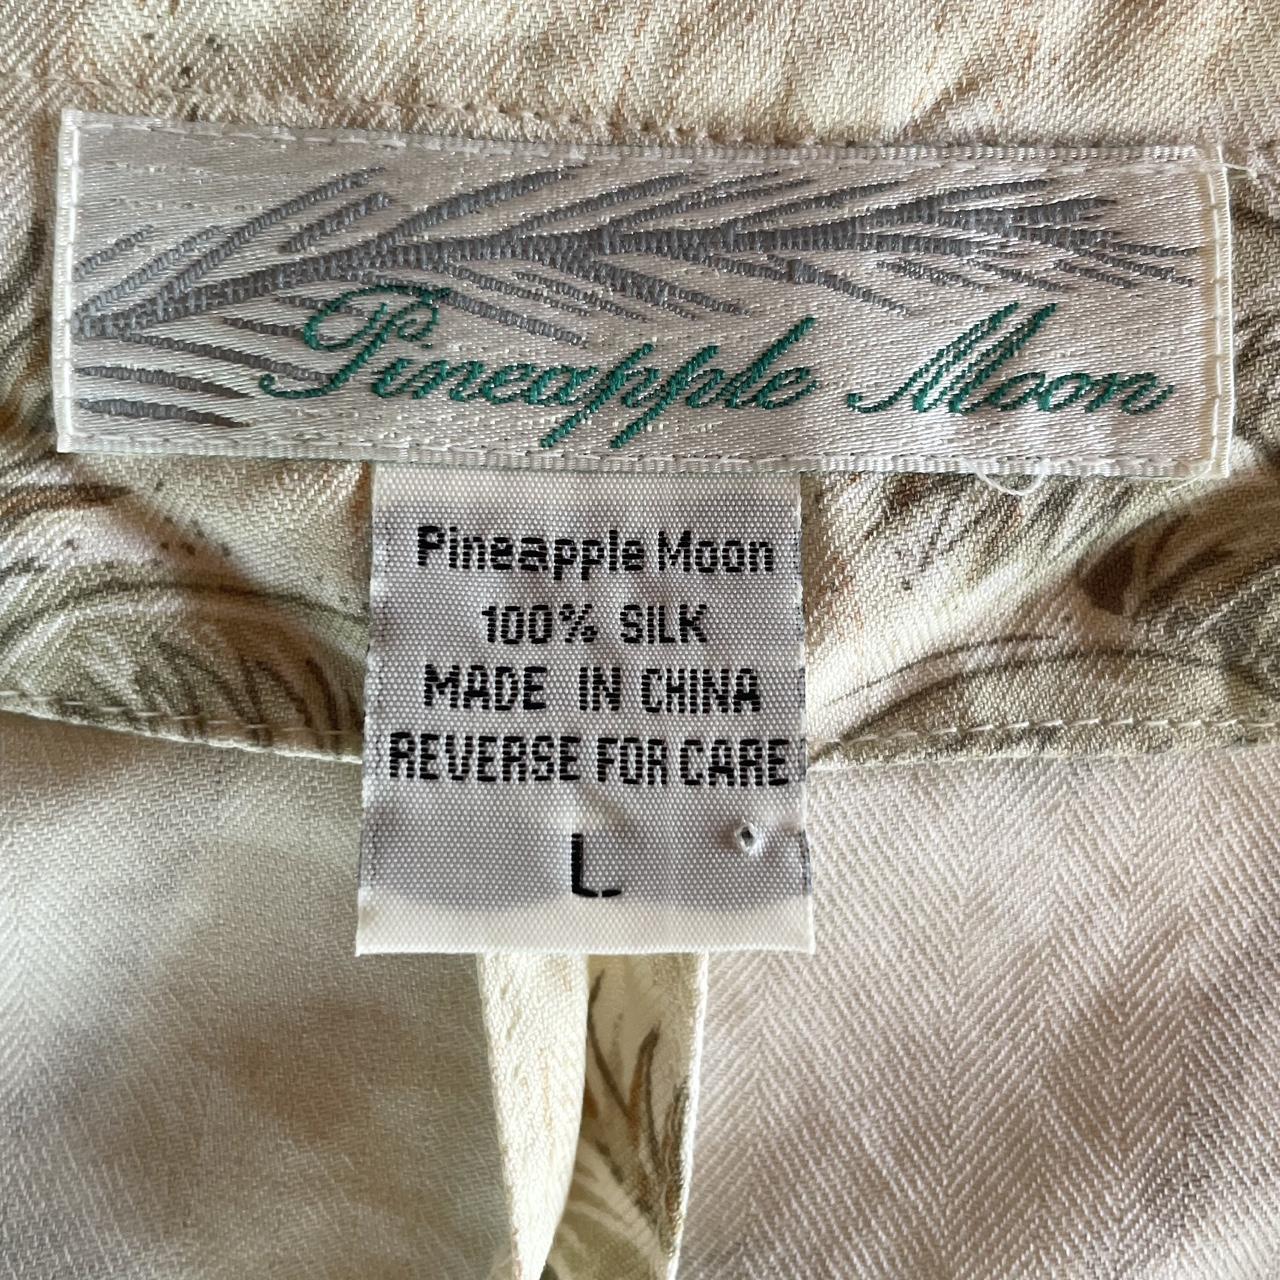 Pineapple Moon
Pineapple Moon
100% SILK
MADE IN CHINA
REVERSE FOR CARE
L